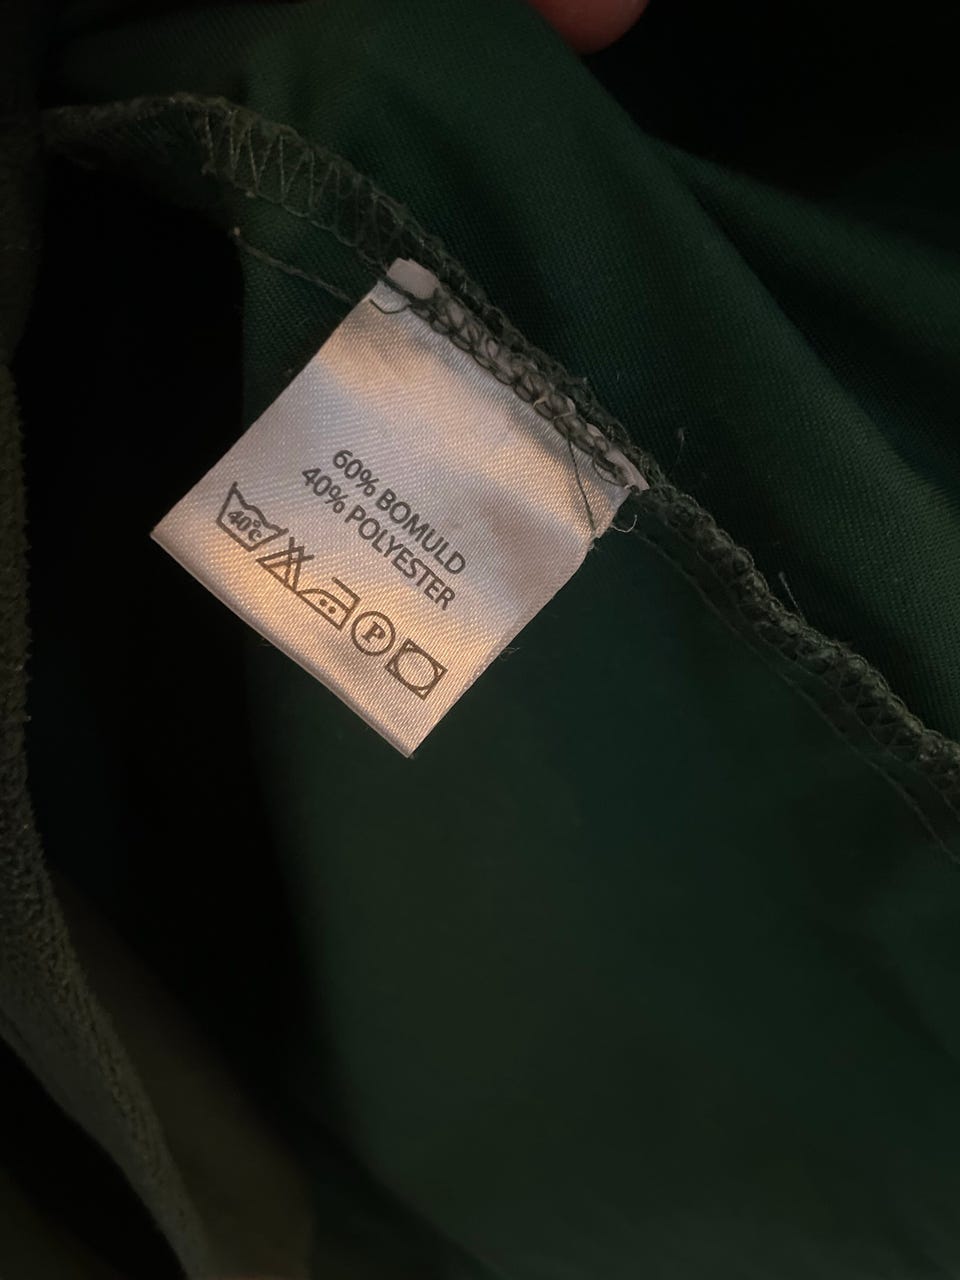 60% BOMULD
40% POLYESTER
40°C
P